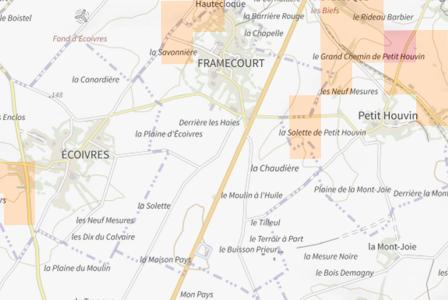 Hautecloque
le Boistel
la Barrière Rouge
les Biefs
le Rideau Barbier
Fond d'Écoivres
la Chapelle
la Savonnière
FRAMECOURT
le Grand Chemin de Petit Houvin
la Canardière
148
les Neuf Mesures
Enclos
Derrière les Haies
Petit Houvin
la Plaine d'Écoivres
la Solette de Petit Houvin
ÉCOIVRES
la Chaudière
Plaine de la Mont-Joie
Derrière la
le Moulin à l'Huile
la Solette
les Neuf Mesures
le Tilleul
les Dix du Calvaire
le Terroir à Part
la Mont-Joie
le Buisson Prieur
la Maison Pays
la Mesure Noire
la Plaine du Moulin
le Bois Demagny
les
Mon Pays